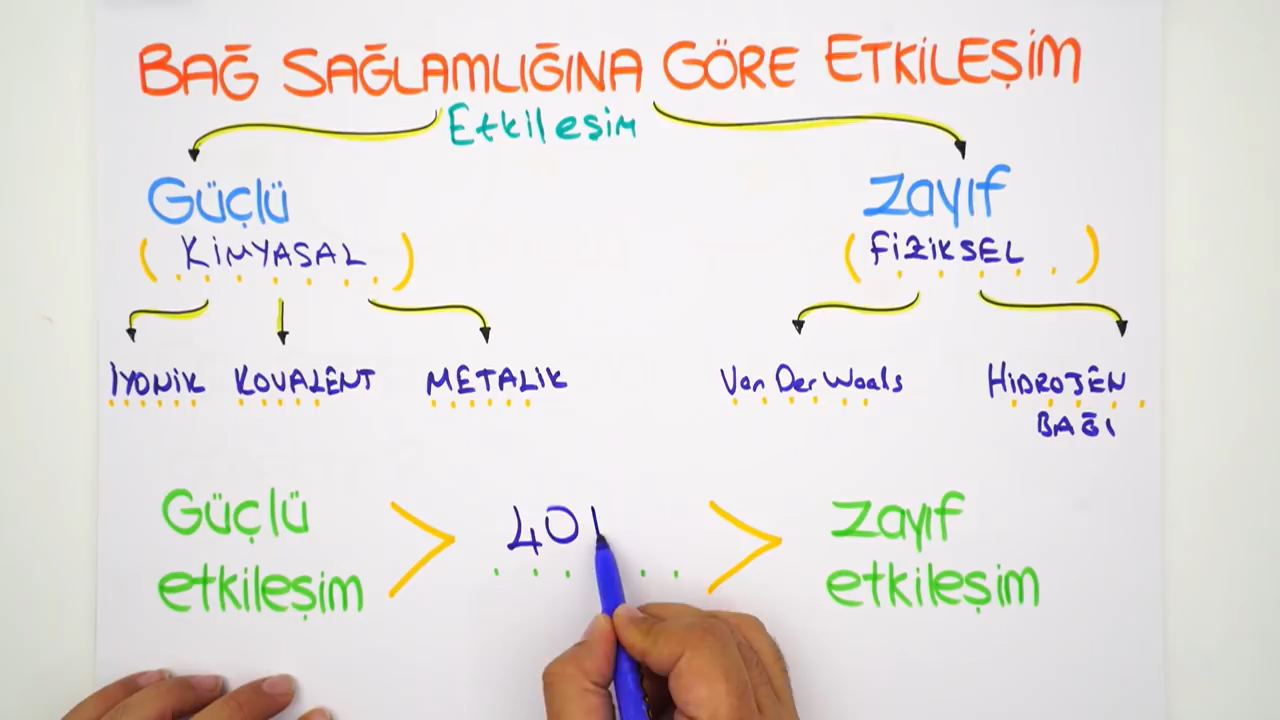 BAĞ SAĞLAMLIĞINA GÖRE ETKİLEŞİM
Etkileşim
Güçlü
Zayıf
(KİMYASAL)
(FİZİKSEL)
İYONİK KOVALENT METALİK
Van Der Waals HİDROJEN
BAĞI
Güçlü
etkileşim
>
40
>
Zayıf
etkileşim